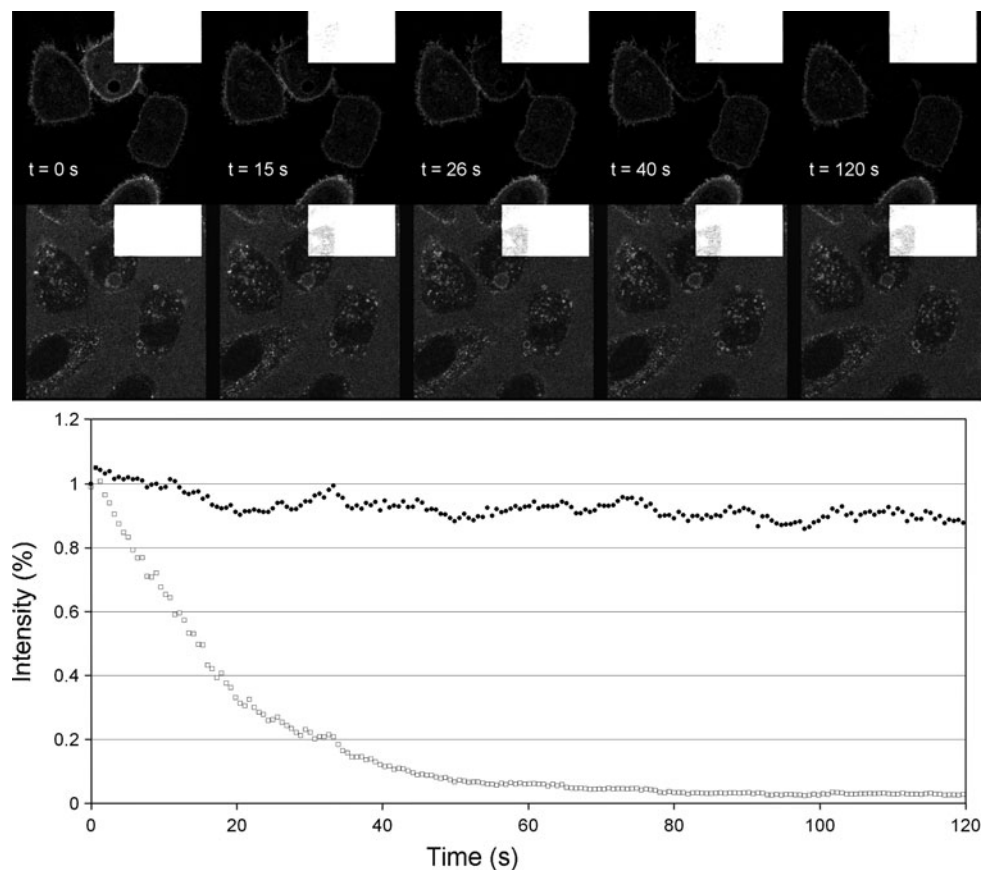 t = 0 s
t = 15 s
t = 26 s
t = 40 s
t = 120 s
1.2
1
0.8
0.6
0.4
0.2
0
Intensity (%)
0 20 40 60 80 100 120
Time (s)